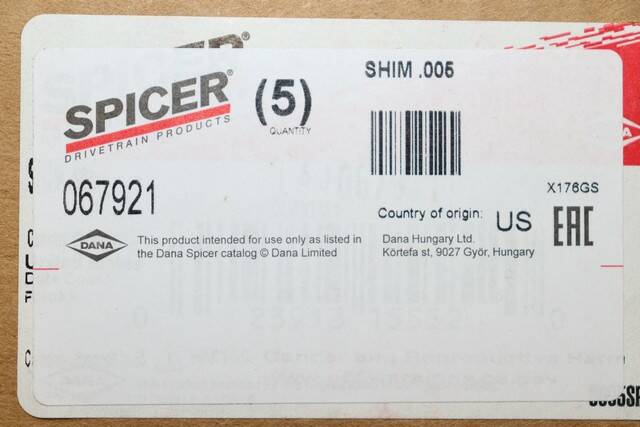 SPICER®
DRIVETRAIN PRODUCTS
(5)
QUANTITY
SHIM .005
067921
X176GS
Country of origin: US
EAC
DANA
This product intended for use only as listed in
the Dana Spicer catalog © Dana Limited
Dana Hungary Ltd.
Körtefa st, 9027 Győr, Hungary